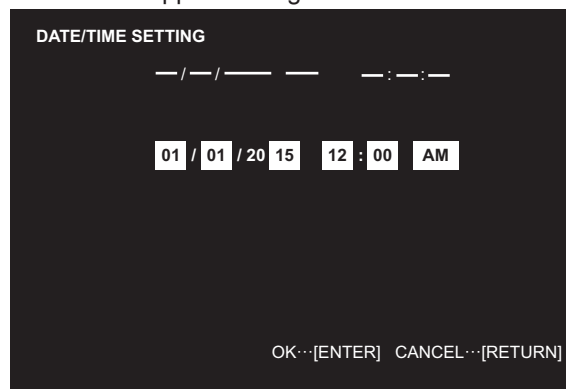 DATE/TIME SETTING
—/—/—— — —:—:—
01 / 01 / 20 15 12 : 00 AM
OK···[ENTER] CANCEL···[RETURN]